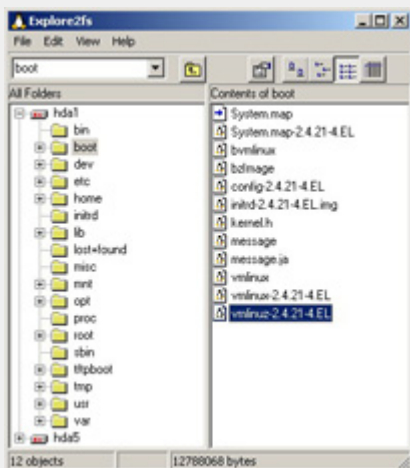 Explore2fs
File Edit View Help
boot
All Folders
Contents of boot
hda1
bin
boot
dev
etc
home
initrd
lib
lost+found
misc
mnt
opt
proc
root
sbin
tftpboot
tmp
usr
var
hda5
System.map
System.map-2.4.21-4.EL
bvmlinux
bzImage
config-2.4.21-4.EL
initrd-2.4.21-4.EL.img
kernel.h
message
message.ja
vmlinux
vmlinux-2.4.21-4.EL
vmlinuz-2.4.21-4.EL
12 objects
12788068 bytes